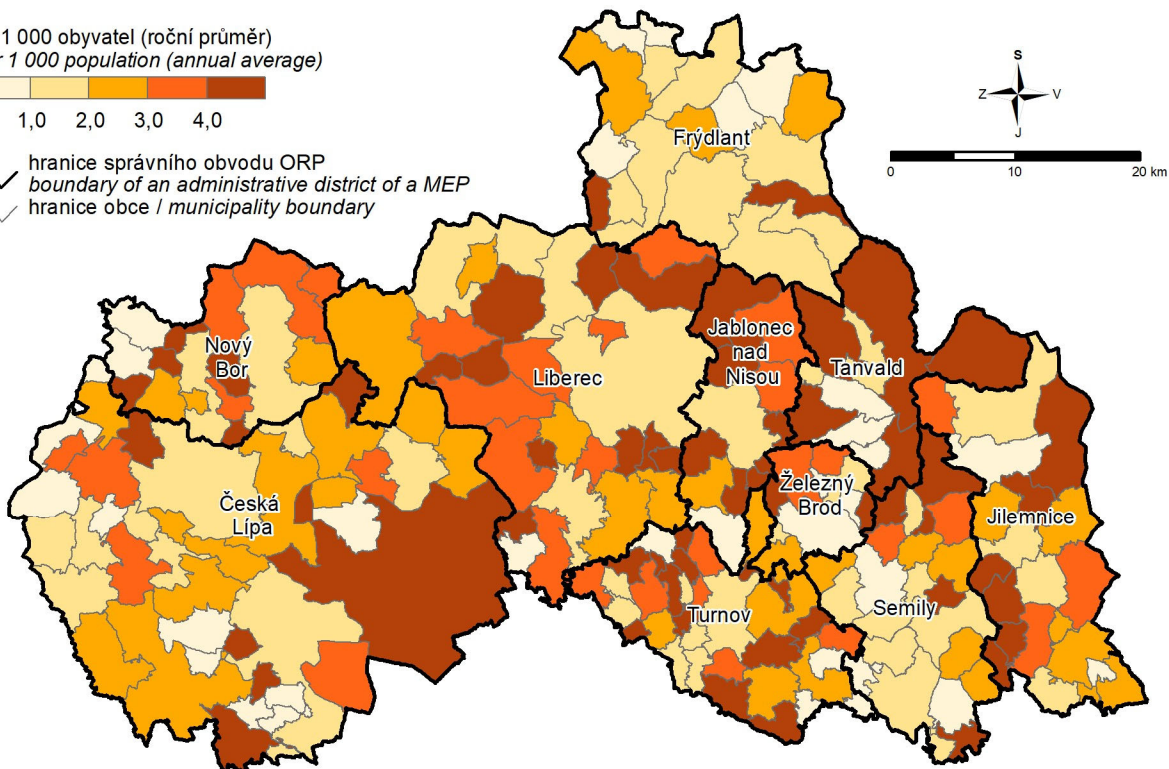 1 000 obyvatel (roční průměr)
1 000 population (annual average)
1,0 2,0 3,0 4,0
hranice správního obvodu ORP
boundary of an administrative district of a MEP
hranice obce / municipality boundary
S
Z V
J
0 10 20 km
Frýdlant
Nový
Bor
Liberec
Jablonec
nad
Nisou
Tanvald
Česká
Lípa
Železný
Brod
Jilemnice
Turnov
Semily